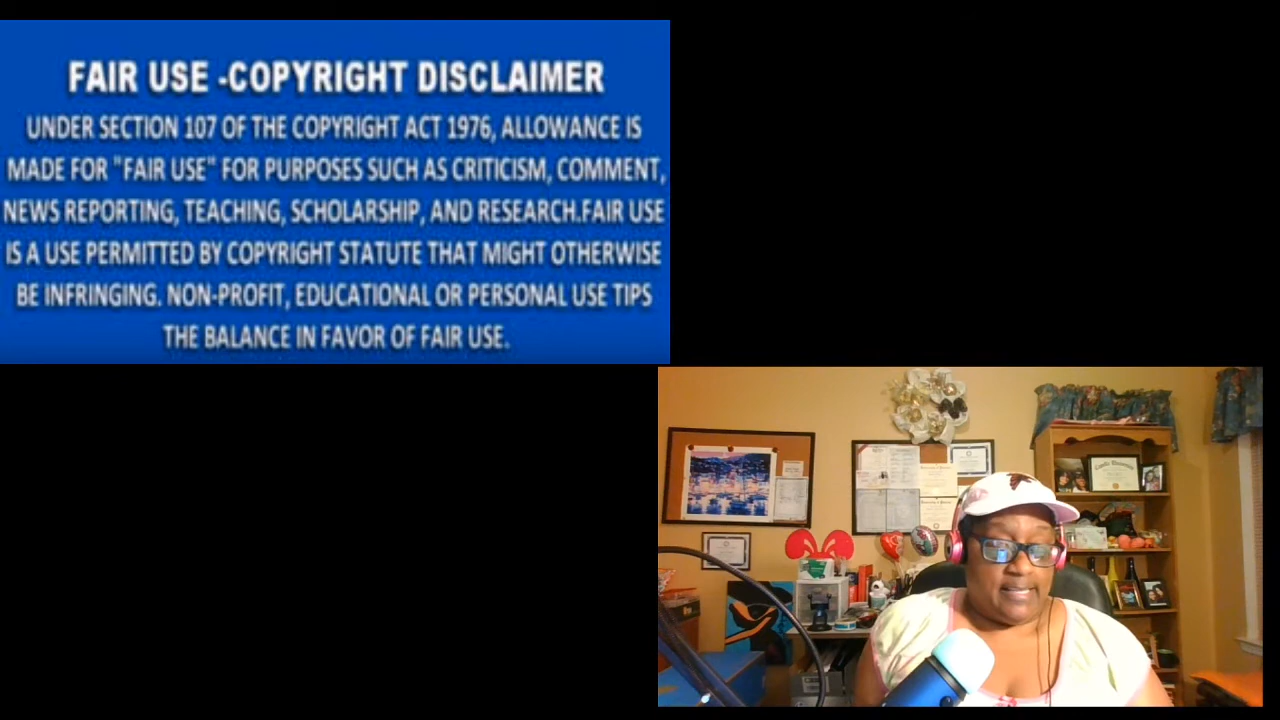 FAIR USE -COPYRIGHT DISCLAIMER
UNDER SECTION 107 OF THE COPYRIGHT ACT 1976, ALLOWANCE IS
MADE FOR "FAIR USE" FOR PURPOSES SUCH AS CRITICISM, COMMENT,
NEWS REPORTING, TEACHING, SCHOLARSHIP, AND RESEARCH.FAIR USE
IS A USE PERMITTED BY COPYRIGHT STATUTE THAT MIGHT OTHERWISE
BE INFRINGING. NON-PROFIT, EDUCATIONAL OR PERSONAL USE TIPS
THE BALANCE IN FAVOR OF FAIR USE.